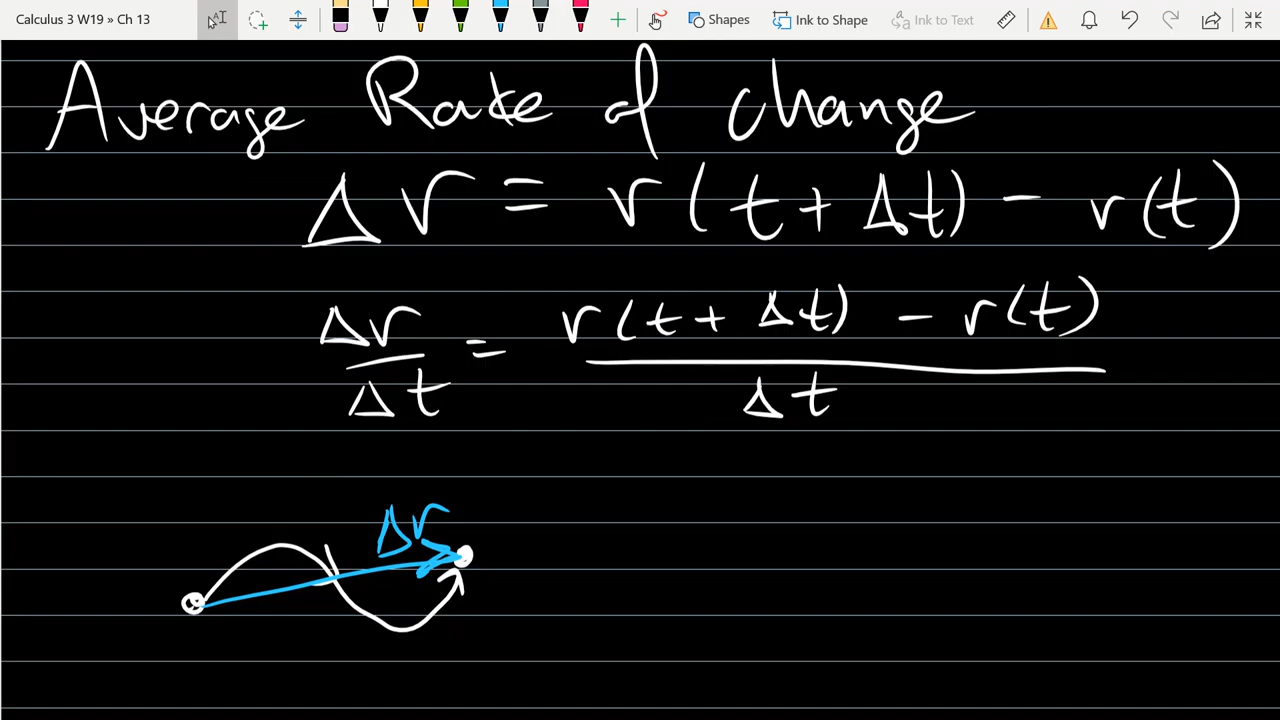 Calculus 3 W19 » Ch 13
Shapes
Ink to Shape
Ink to Text
Average Rate of change
Δr = r(t + Δt) - r(t)
Δr/Δt = (r(t + Δt) - r(t))/Δt
Δr